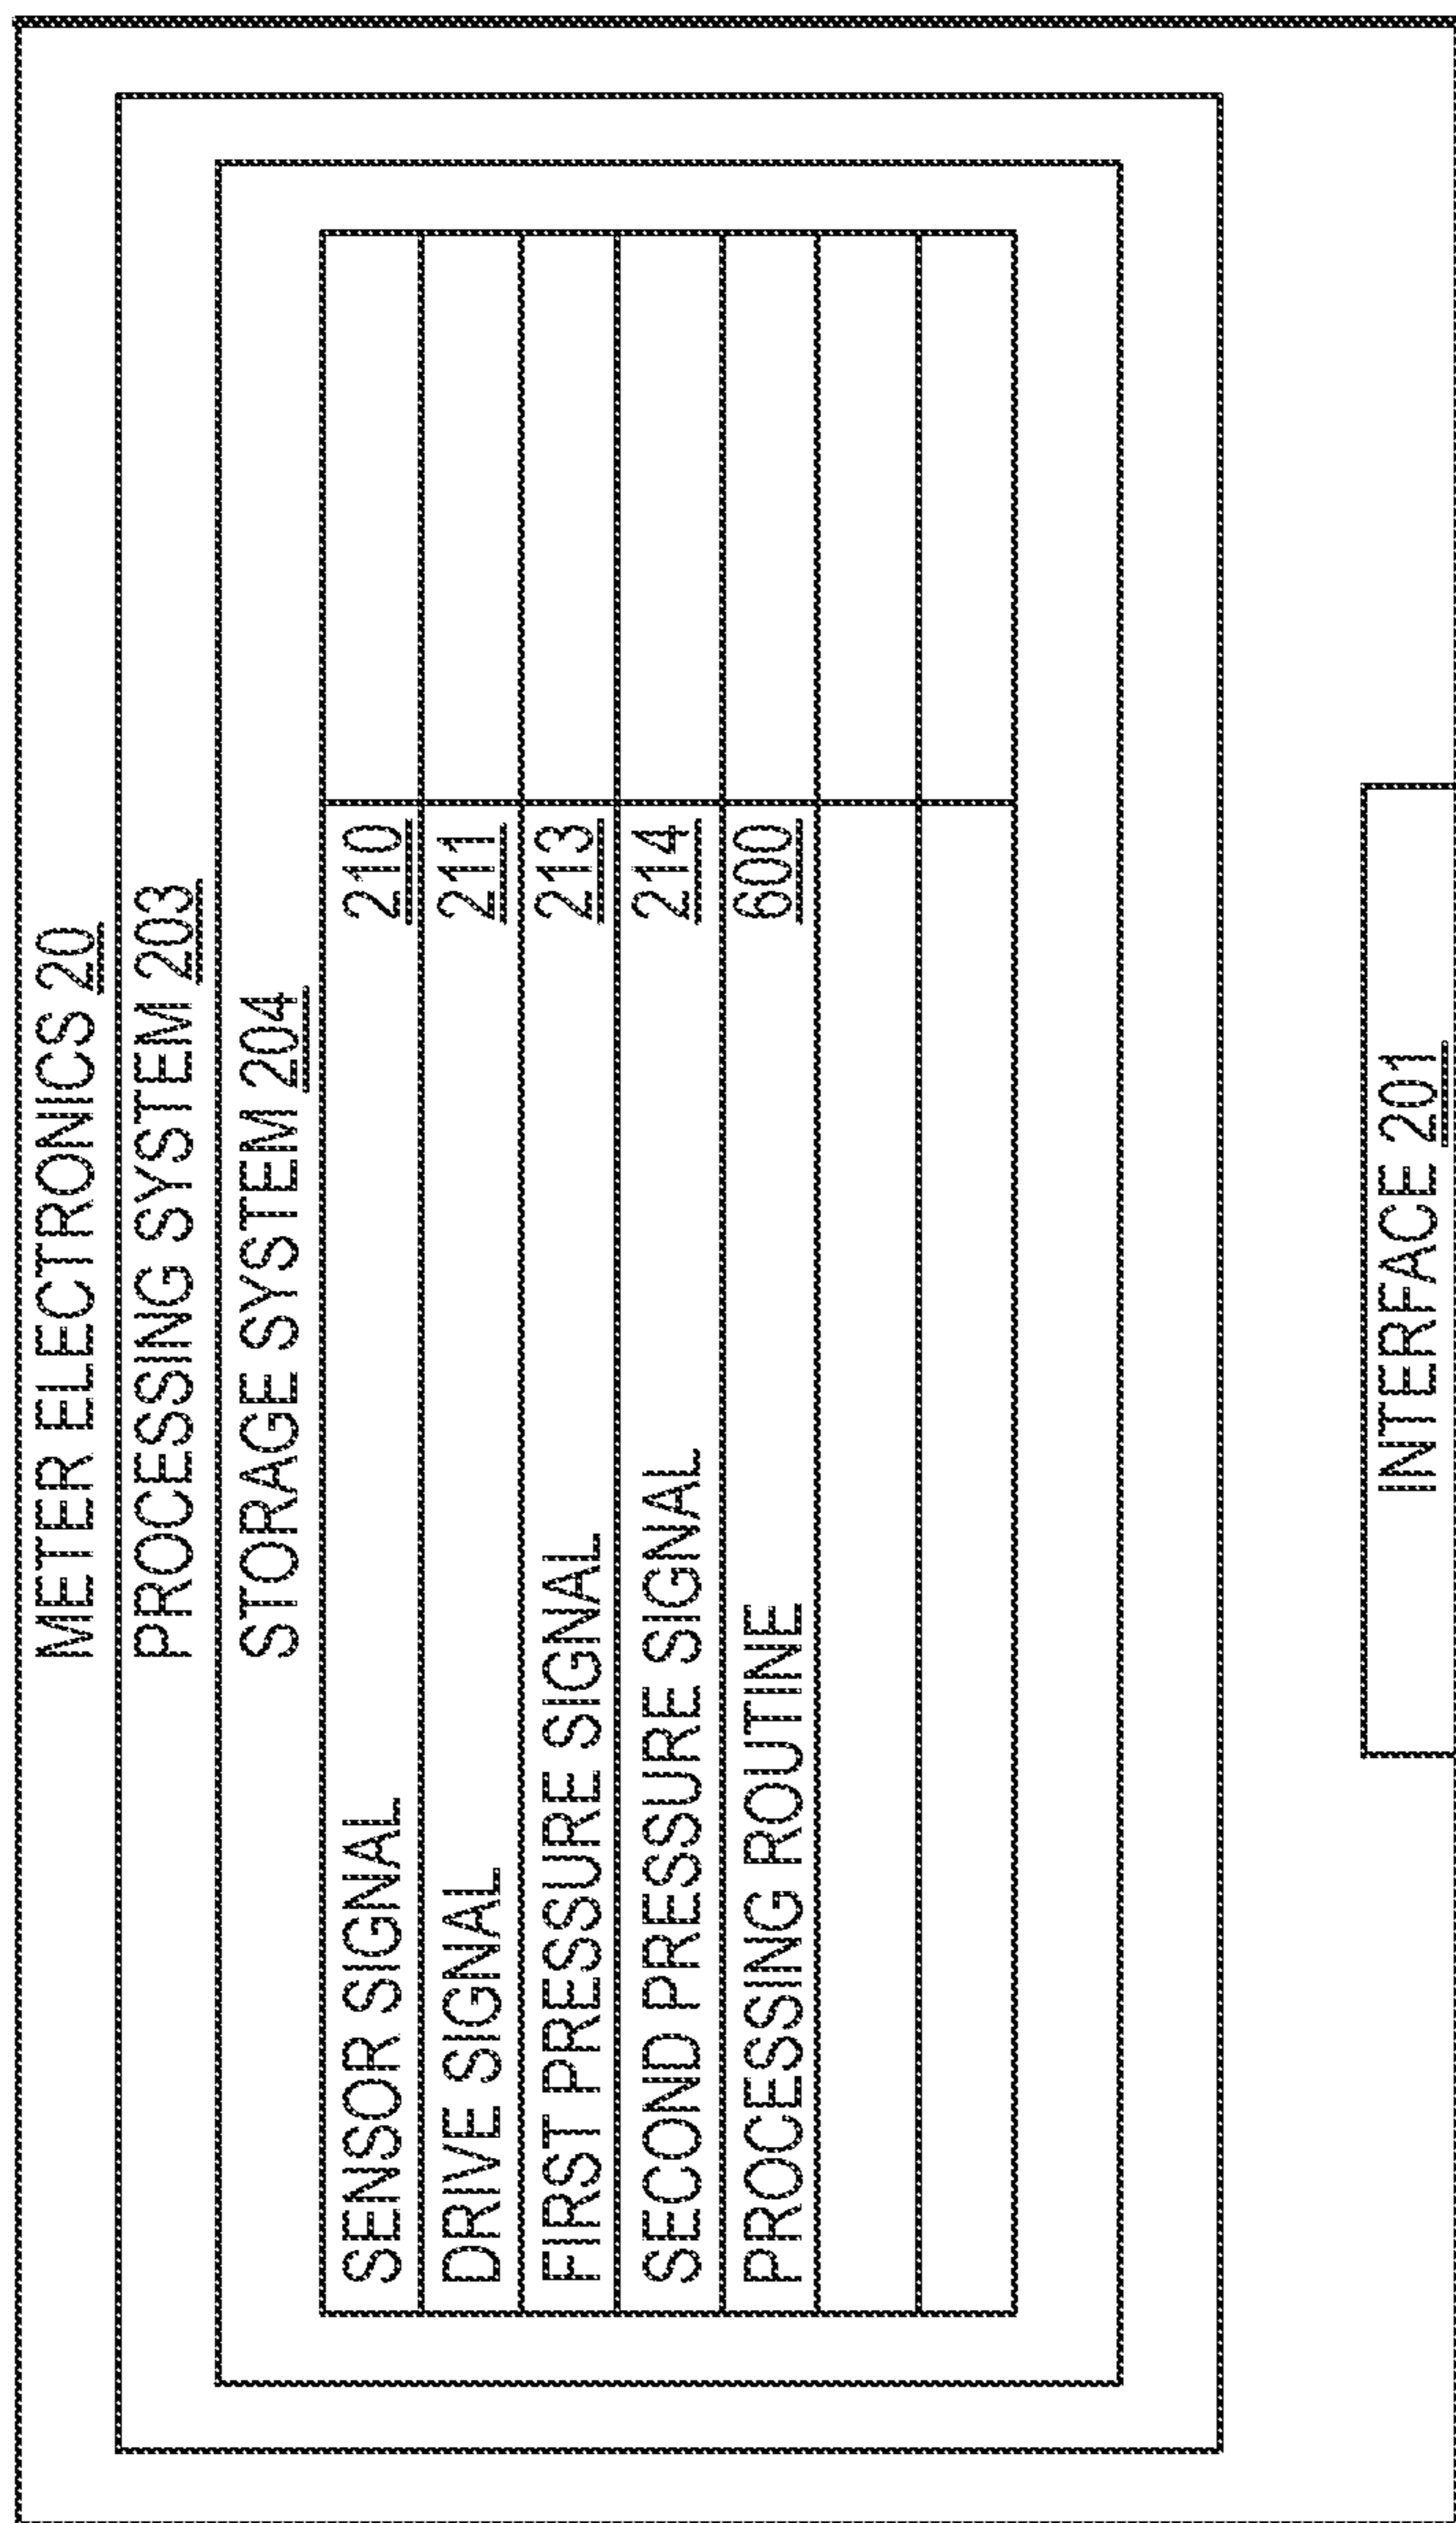 METER ELECTRONICS 20
PROCESSING SYSTEM 203
STORAGE SYSTEM 204
SENSOR SIGNAL 210
DRIVE SIGNAL 211
FIRST PRESSURE SIGNAL 213
SECOND PRESSURE SIGNAL 214
PROCESSING ROUTINE 600
INTERFACE 201